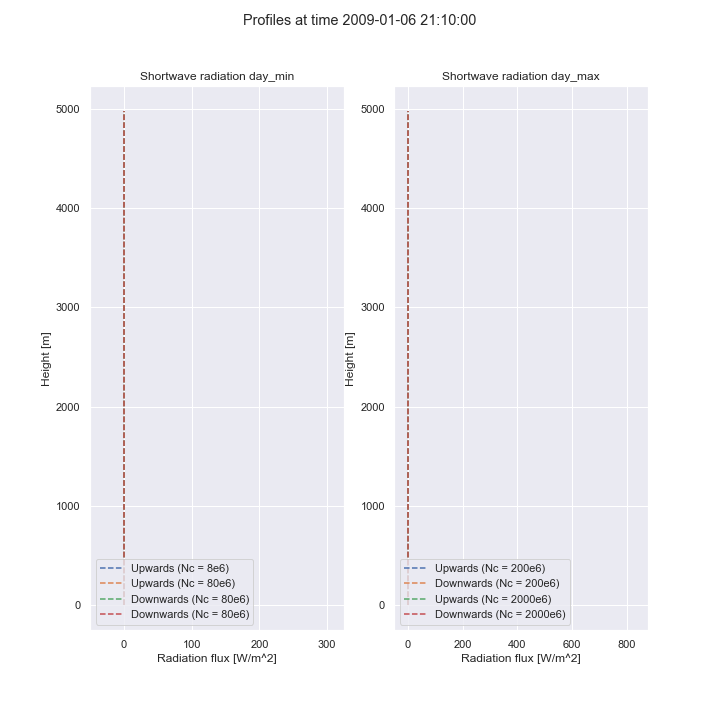 Profiles at time 2009-01-06 21:10:00
Shortwave radiation day_min
5000
4000
3000
2000
1000
0
Height [m]
Upwards (Nc = 8e6)
Upwards (Nc = 80e6)
Downwards (Nc = 80e6)
Downwards (Nc = 80e6)
0 100 200 300
Radiation flux [W/m^2]
Shortwave radiation day_max
5000
4000
3000
2000
1000
0
Height [m]
Upwards (Nc = 200e6)
Downwards (Nc = 200e6)
Upwards (Nc = 2000e6)
Downwards (Nc = 2000e6)
0 200 400 600 800
Radiation flux [W/m^2]